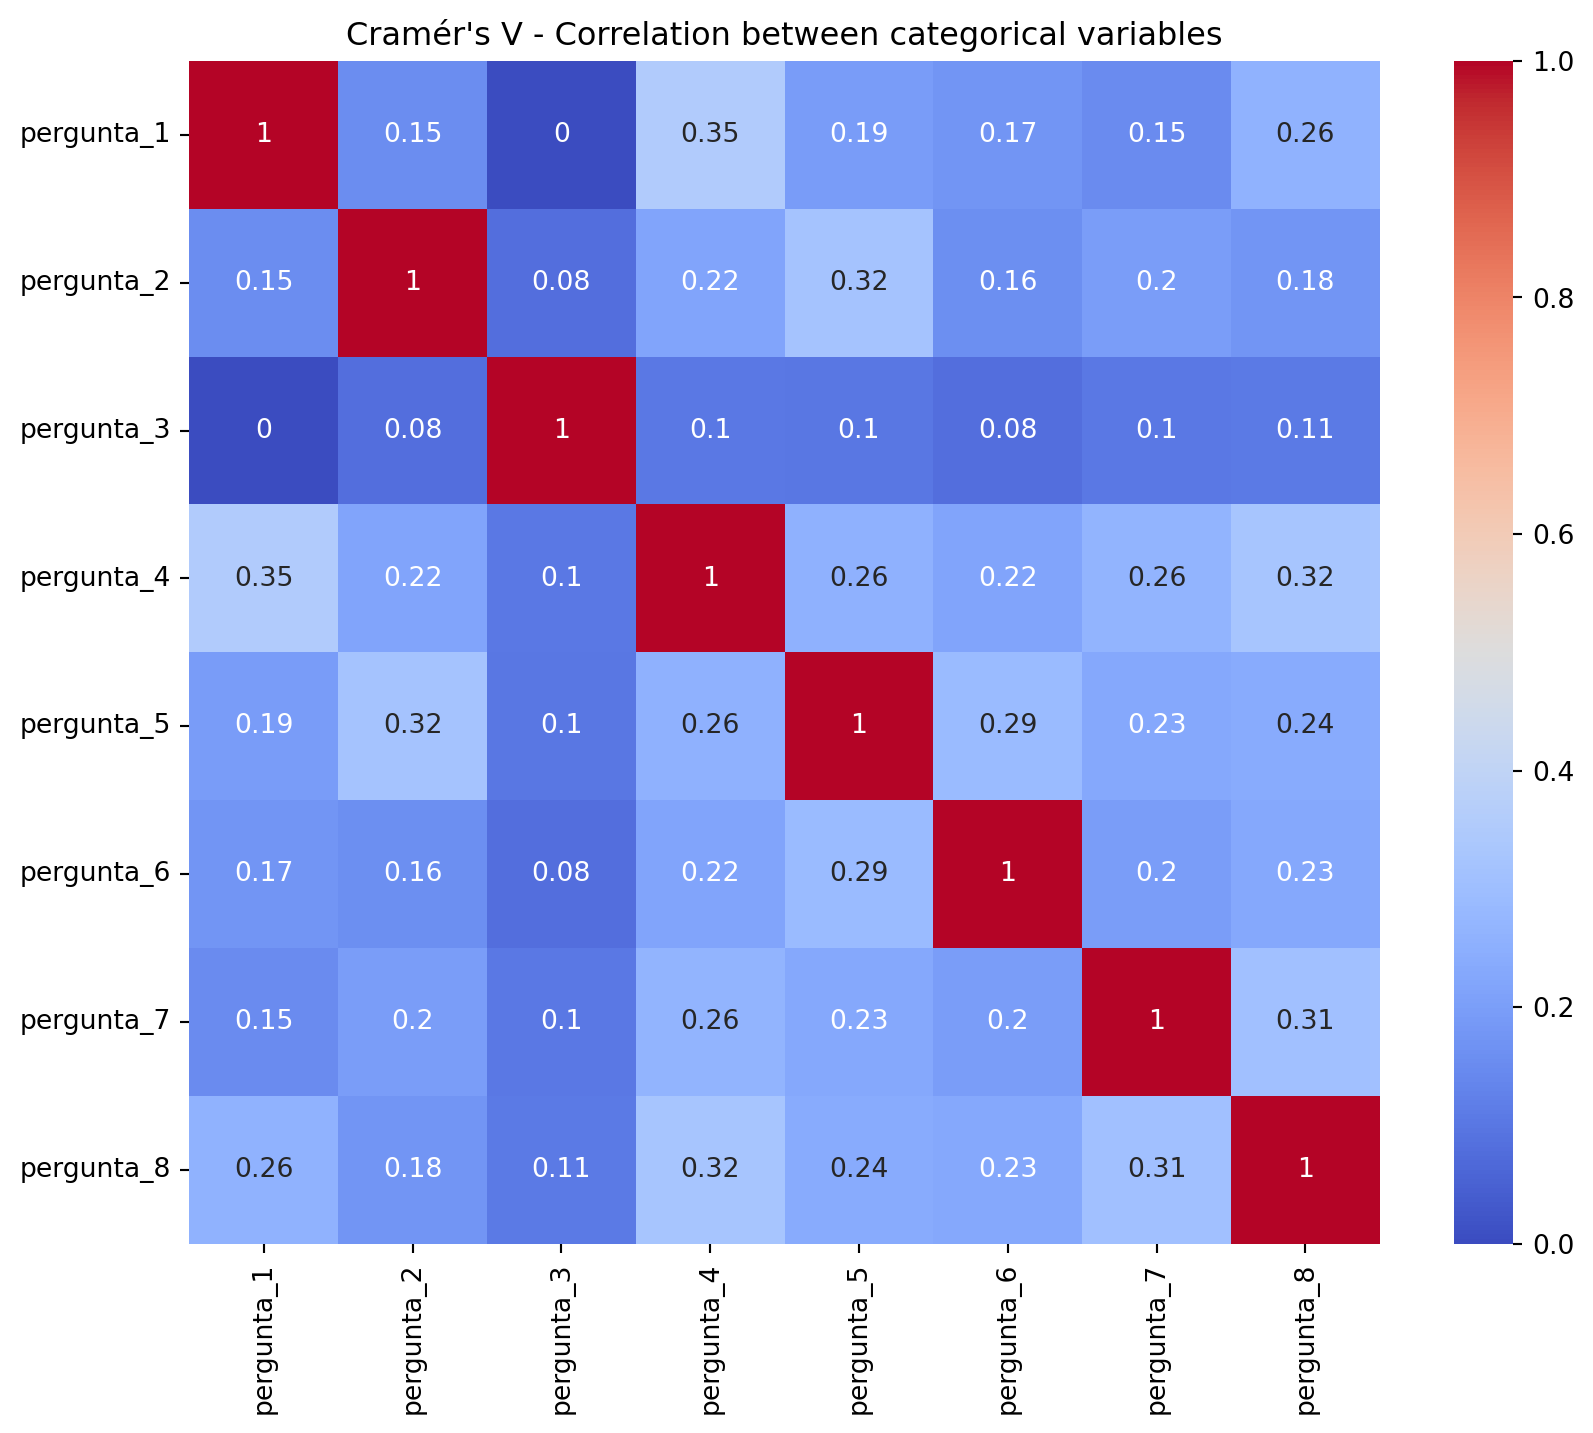 Cramér's V - Correlation between categorical variables
pergunta_1 1 0.15 0 0.35 0.19 0.17 0.15 0.26
pergunta_2 0.15 1 0.08 0.22 0.32 0.16 0.2 0.18
pergunta_3 0 0.08 1 0.1 0.1 0.08 0.1 0.11
pergunta_4 0.35 0.22 0.1 1 0.26 0.22 0.26 0.32
pergunta_5 0.19 0.32 0.1 0.26 1 0.29 0.23 0.24
pergunta_6 0.17 0.16 0.08 0.22 0.29 1 0.2 0.23
pergunta_7 0.15 0.2 0.1 0.26 0.23 0.2 1 0.31
pergunta_8 0.26 0.18 0.11 0.32 0.24 0.23 0.31 1
pergunta_1
pergunta_2
pergunta_3
pergunta_4
pergunta_5
pergunta_6
pergunta_7
pergunta_8
1.0
0.8
0.6
0.4
0.2
0.0